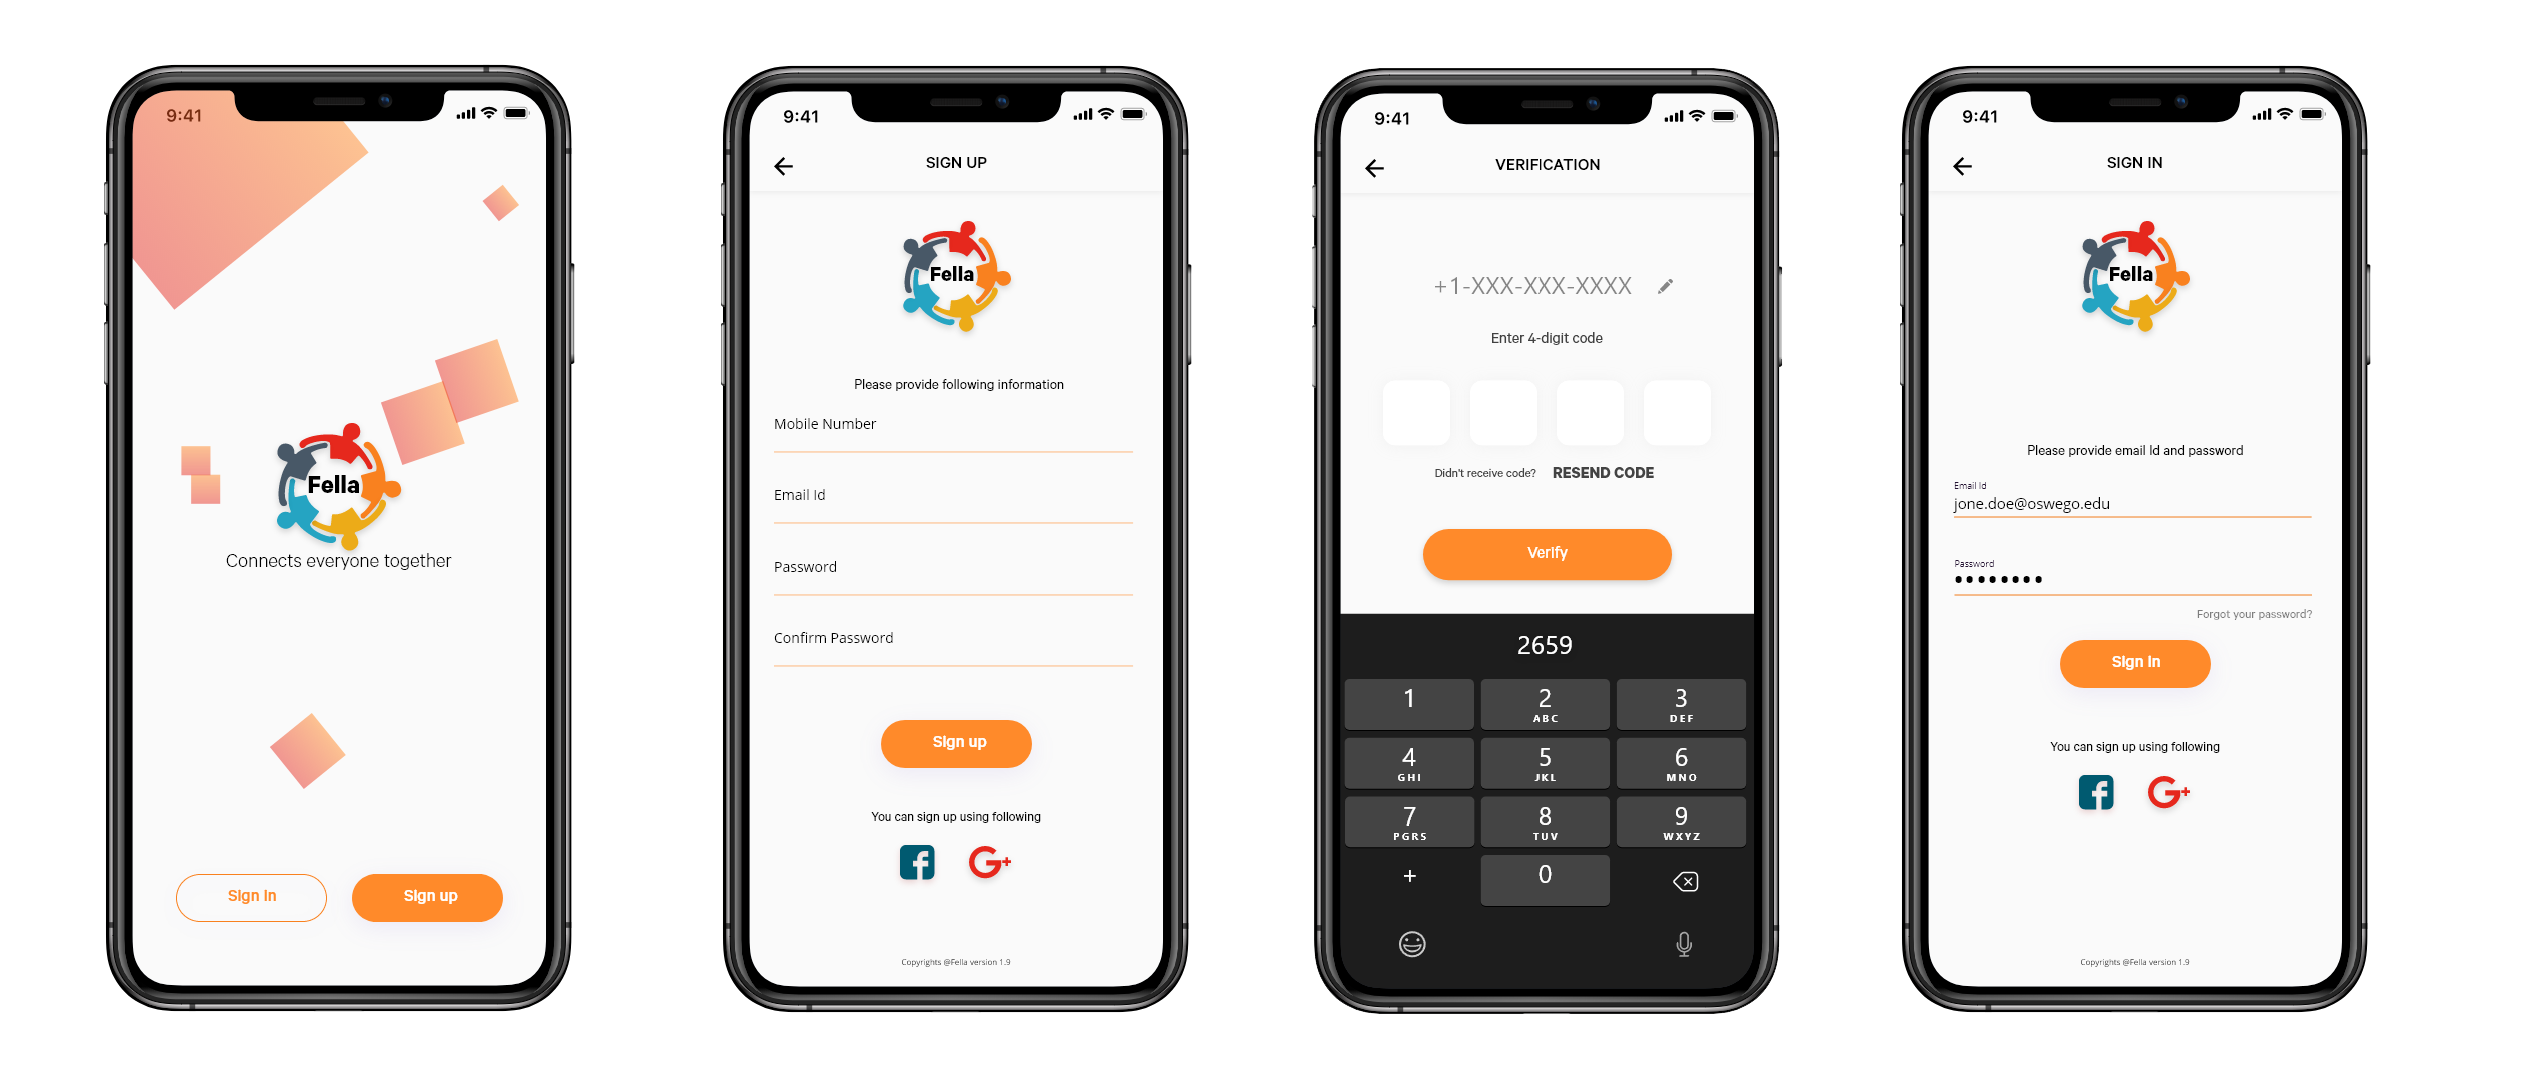 9:41
Fella
Connects everyone together
Sign in
Sign up
9:41
SIGN UP
Fella
Please provide following information
Mobile Number
Email Id
Password
Confirm Password
Sign up
You can sign up using following
f
G+
Copyrights @Fella version 1.9
9:41
VERIFICATION
+1-XXX-XXX-XXXX
Enter 4-digit code
Didn't receive code? RESEND CODE
Verify
2659
1 2 3
ABC DEF
4 5 6
GHI JKL MNO
7 8 9
PGRS TUV WXYZ
+ 0
9:41
SIGN IN
Fella
Please provide email Id and password
Email Id
jone.doe@oswego.edu
Password
Forgot your password?
Sign in
You can sign up using following
f
G+
Copyrights @Fella version 1.9